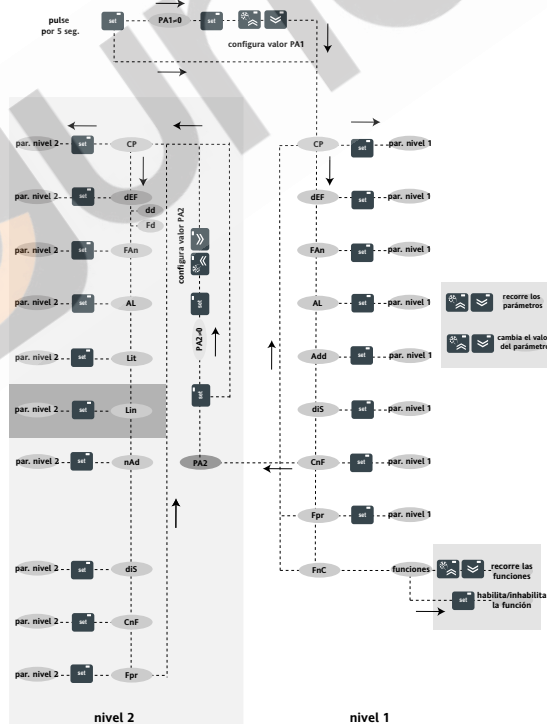 pulse
por 5 seg.
set
PA1≠0
set
configura valor PA1
par. nivel 2
set
CP
par. nivel 2
set
dEF
dd
Fd
par. nivel 2
set
FAn
par. nivel 2
set
AL
par. nivel 2
set
Lit
par. nivel 2
set
Lin
par. nivel 2
set
nAd
par. nivel 2
set
diS
par. nivel 2
set
CnF
par. nivel 2
set
Fpr
configura valor PA2
set
PA2≠0
set
PA2
CP
set
par. nivel 1
dEF
set
par. nivel 1
FAn
set
par. nivel 1
AL
set
par. nivel 1
Add
set
par. nivel 1
diS
set
par. nivel 1
CnF
set
par. nivel 1
Fpr
set
par. nivel 1
FnC
funciones
recorre los
parámetros
cambia el valo
del parámetr
recorre las
funciones
set
habilita/inhabilita
la función
nivel 2
nivel 1